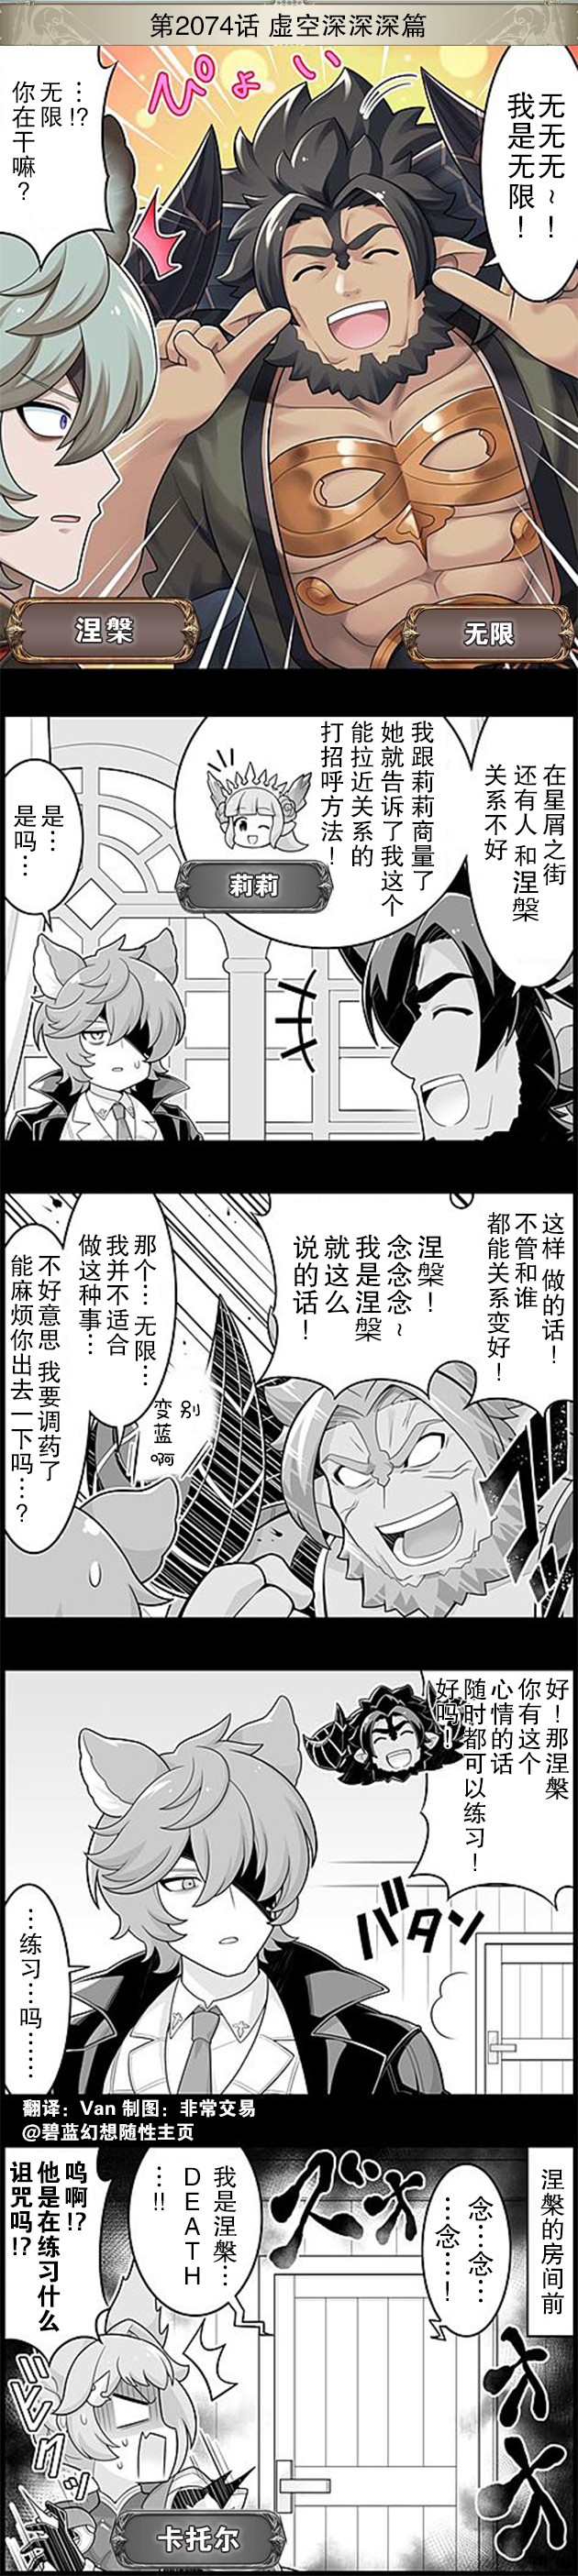 第2074话 虚空深深深篇
ぴょい
无无无~！
我是无限！
…!?
无限
你在干嘛？
涅槃
无限
在星屑之街
还有人和涅槃
关系不好
我跟莉莉商量了
她就告诉了我这个
能拉近关系的
打招呼方法！
莉莉
是…
是吗…
这样 做的话！
不管和谁
都能关系变好！
涅槃！
念念念~
我是涅槃
就这么
说的话！
别
变蓝啊
那个…无限…
我并不适合
做这种事…
不好意思 我要调药了
能麻烦你出去一下吗…？
好！那涅槃
你有这个
心情的话
随时都可以练习！
好吗！
バタン
…练习…吗……
翻译：Van 制图：非常交易
@碧蓝幻想随性主页
涅槃的房间前
念…念…
…念…！
ズオ
オオ
我是涅槃…
DEATH
…!!
呜啊!?
他是在练习什么
诅咒吗!?
ビビクッ
卡托尔